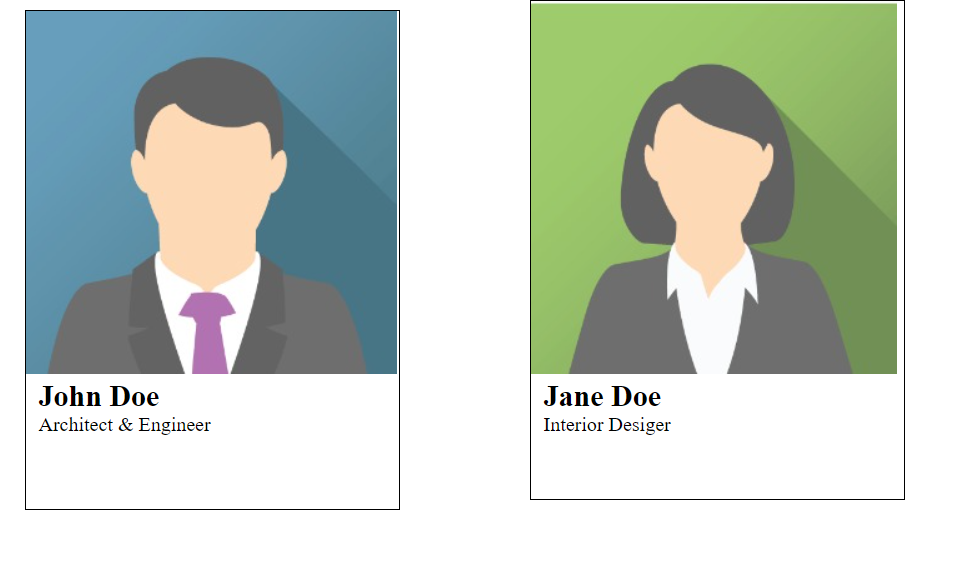 John Doe
Architect & Engineer
Jane Doe
Interior Desiger